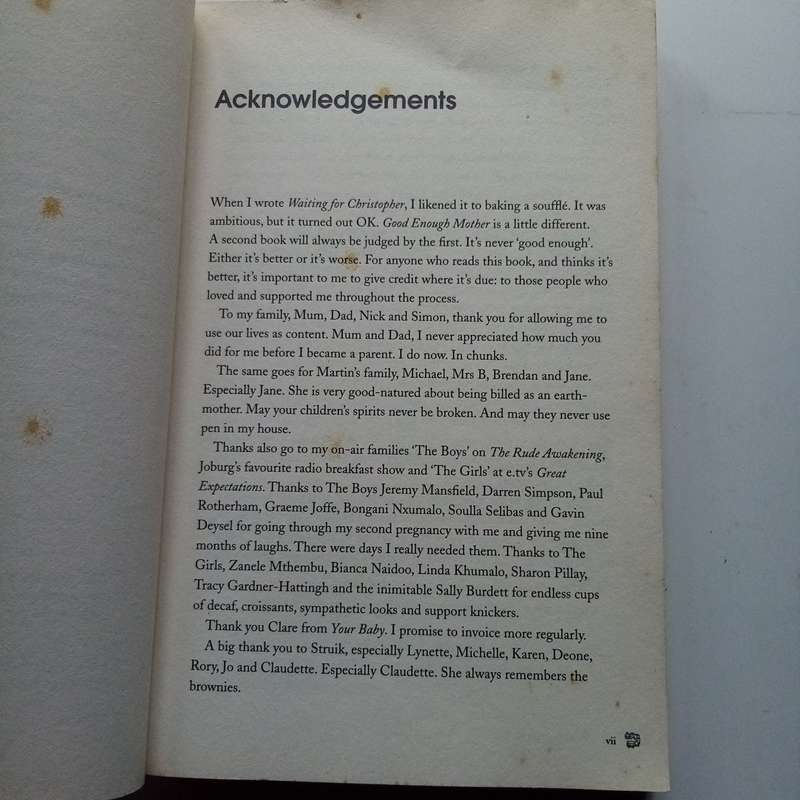 Acknowledgements
When I wrote Waiting for Christopher, I likened it to baking a soufflé. It was
ambitious, but it turned out OK. Good Enough Mother is a little different.
A second book will always be judged by the first. It's never 'good enough'.
Either it's better or it's worse. For anyone who reads this book, and thinks it's
better, it's important to me to give credit where it's due: to those people who
loved and supported me throughout the process.
To my family, Mum, Dad, Nick and Simon, thank you for allowing me to
use our lives as content. Mum and Dad, I never appreciated how much you
did for me before I became a parent. I do now. In chunks.
The same goes for Martin's family, Michael, Mrs B, Brendan and Jane.
Especially Jane. She is very good-natured about being billed as an earth-
mother. May your children's spirits never be broken. And may they never use
pen in my house.
Thanks also go to my on-air families 'The Boys' on The Rude Awakening,
Joburg's favourite radio breakfast show and 'The Girls' at e.tv's Great
Expectations. Thanks to The Boys Jeremy Mansfield, Darren Simpson, Paul
Rotherham, Graeme Joffe, Bongani Nxumalo, Soulla Selibas and Gavin
Deysel for going through my second pregnancy with me and giving me nine
months of laughs. There were days I really needed them. Thanks to The
Girls, Zanele Mthembu, Bianca Naidoo, Linda Khumalo, Sharon Pillay,
Tracy Gardner-Hattingh and the inimitable Sally Burdett for endless cups
of decaf, croissants, sympathetic looks and support knickers.
Thank you Clare from Your Baby. I promise to invoice more regularly.
A big thank you to Struik, especially Lynette, Michelle, Karen, Deone,
Rory, Jo and Claudette. Especially Claudette. She always remembers the
brownies.
vii